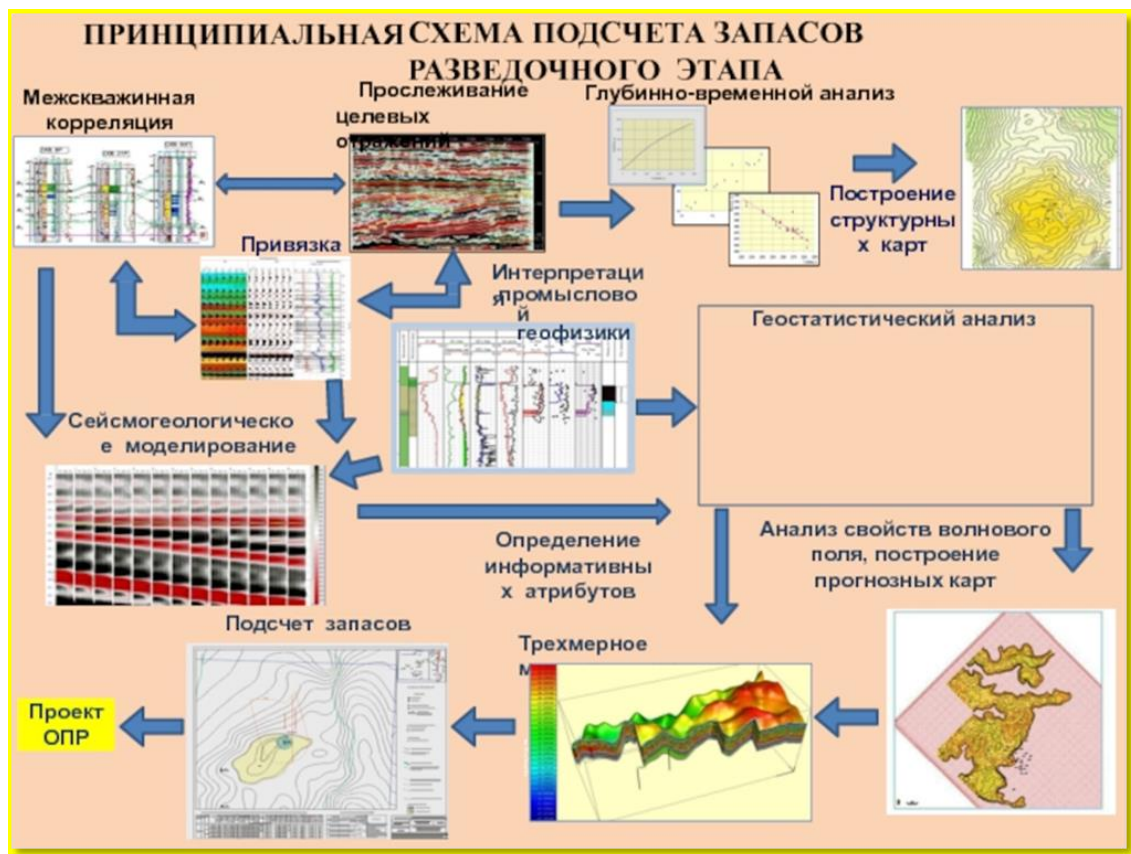 ПРИНЦИПИАЛЬНАЯ СХЕМА ПОДСЧЕТА ЗАПАСОВ
РАЗВЕДОЧНОГО ЭТАПА
Межскважинная
корреляция
Прослеживание
целевых
отражений
Глубинно-временной анализ
Построение
структурны
х карт
Привязка
Интерпретаци
я
промыслово
й
геофизики
Геостатистический анализ
Сейсмогеологическо
е моделирование
Определение
информативны
х атрибутов
Анализ свойств волнового
поля, построение
прогнозных карт
Подсчет запасов
Трехмерное
м
Проект
ОПР